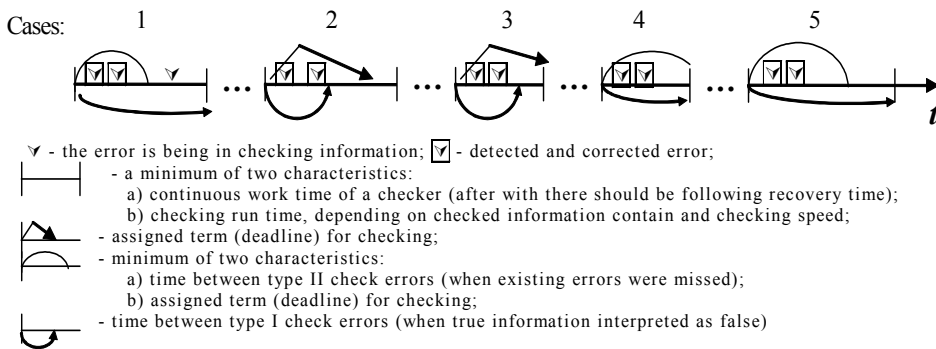 Cases: 1 2 3 4 5
... ... ... ...
t
- the error is being in checking information; - detected and corrected error;
- a minimum of two characteristics:
a) continuous work time of a checker (after with there should be following recovery time);
b) checking run time, depending on checked information contain and checking speed;
- assigned term (deadline) for checking;
- minimum of two characteristics:
a) time between type II check errors (when existing errors were missed);
b) assigned term (deadline) for checking;
- time between type I check errors (when true information interpreted as false)